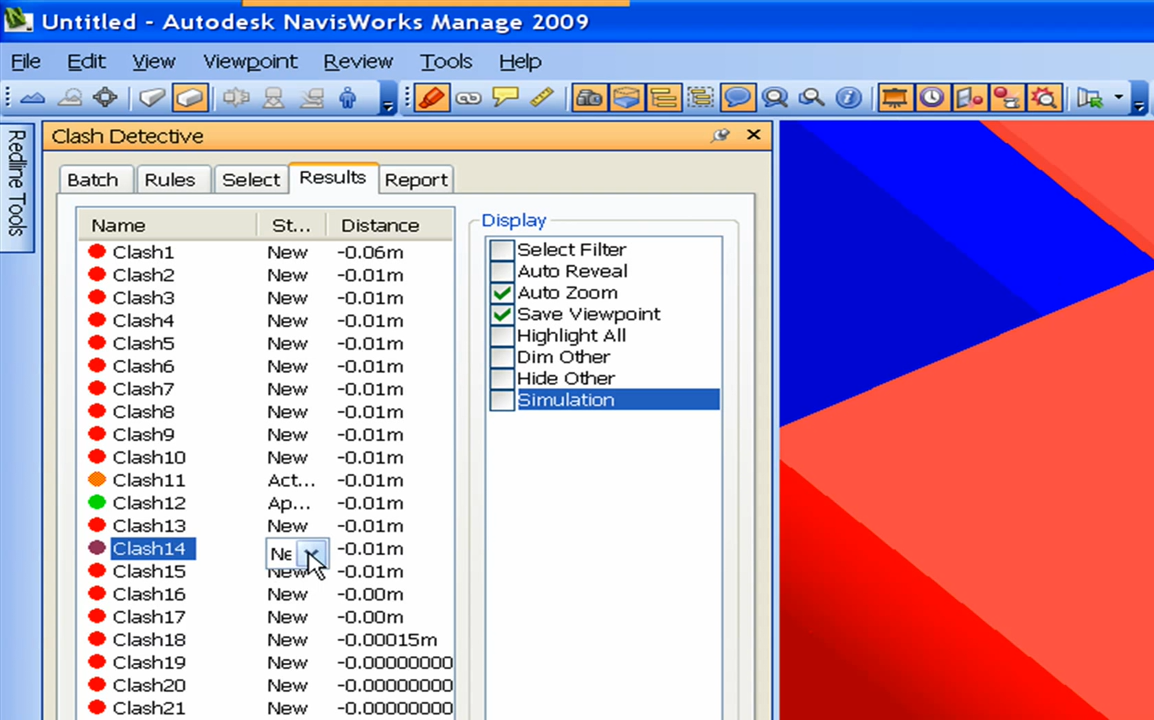 Untitled - Autodesk NavisWorks Manage 2009
File Edit View Viewpoint Review Tools Help
Redline Tools
Clash Detective
Batch Rules Select Results Report
Name St... Distance
Clash1 New -0.06m
Clash2 New -0.01m
Clash3 New -0.01m
Clash4 New -0.01m
Clash5 New -0.01m
Clash6 New -0.01m
Clash7 New -0.01m
Clash8 New -0.01m
Clash9 New -0.01m
Clash10 New -0.01m
Clash11 Act... -0.01m
Clash12 Ap... -0.01m
Clash13 New -0.01m
Clash14 Ne -0.01m
Clash15 New -0.01m
Clash16 New -0.00m
Clash17 New -0.00m
Clash18 New -0.00015m
Clash19 New -0.00000000
Clash20 New -0.00000000
Clash21 New -0.00000000
Display
Select Filter
Auto Reveal
Auto Zoom
Save Viewpoint
Highlight All
Dim Other
Hide Other
Simulation